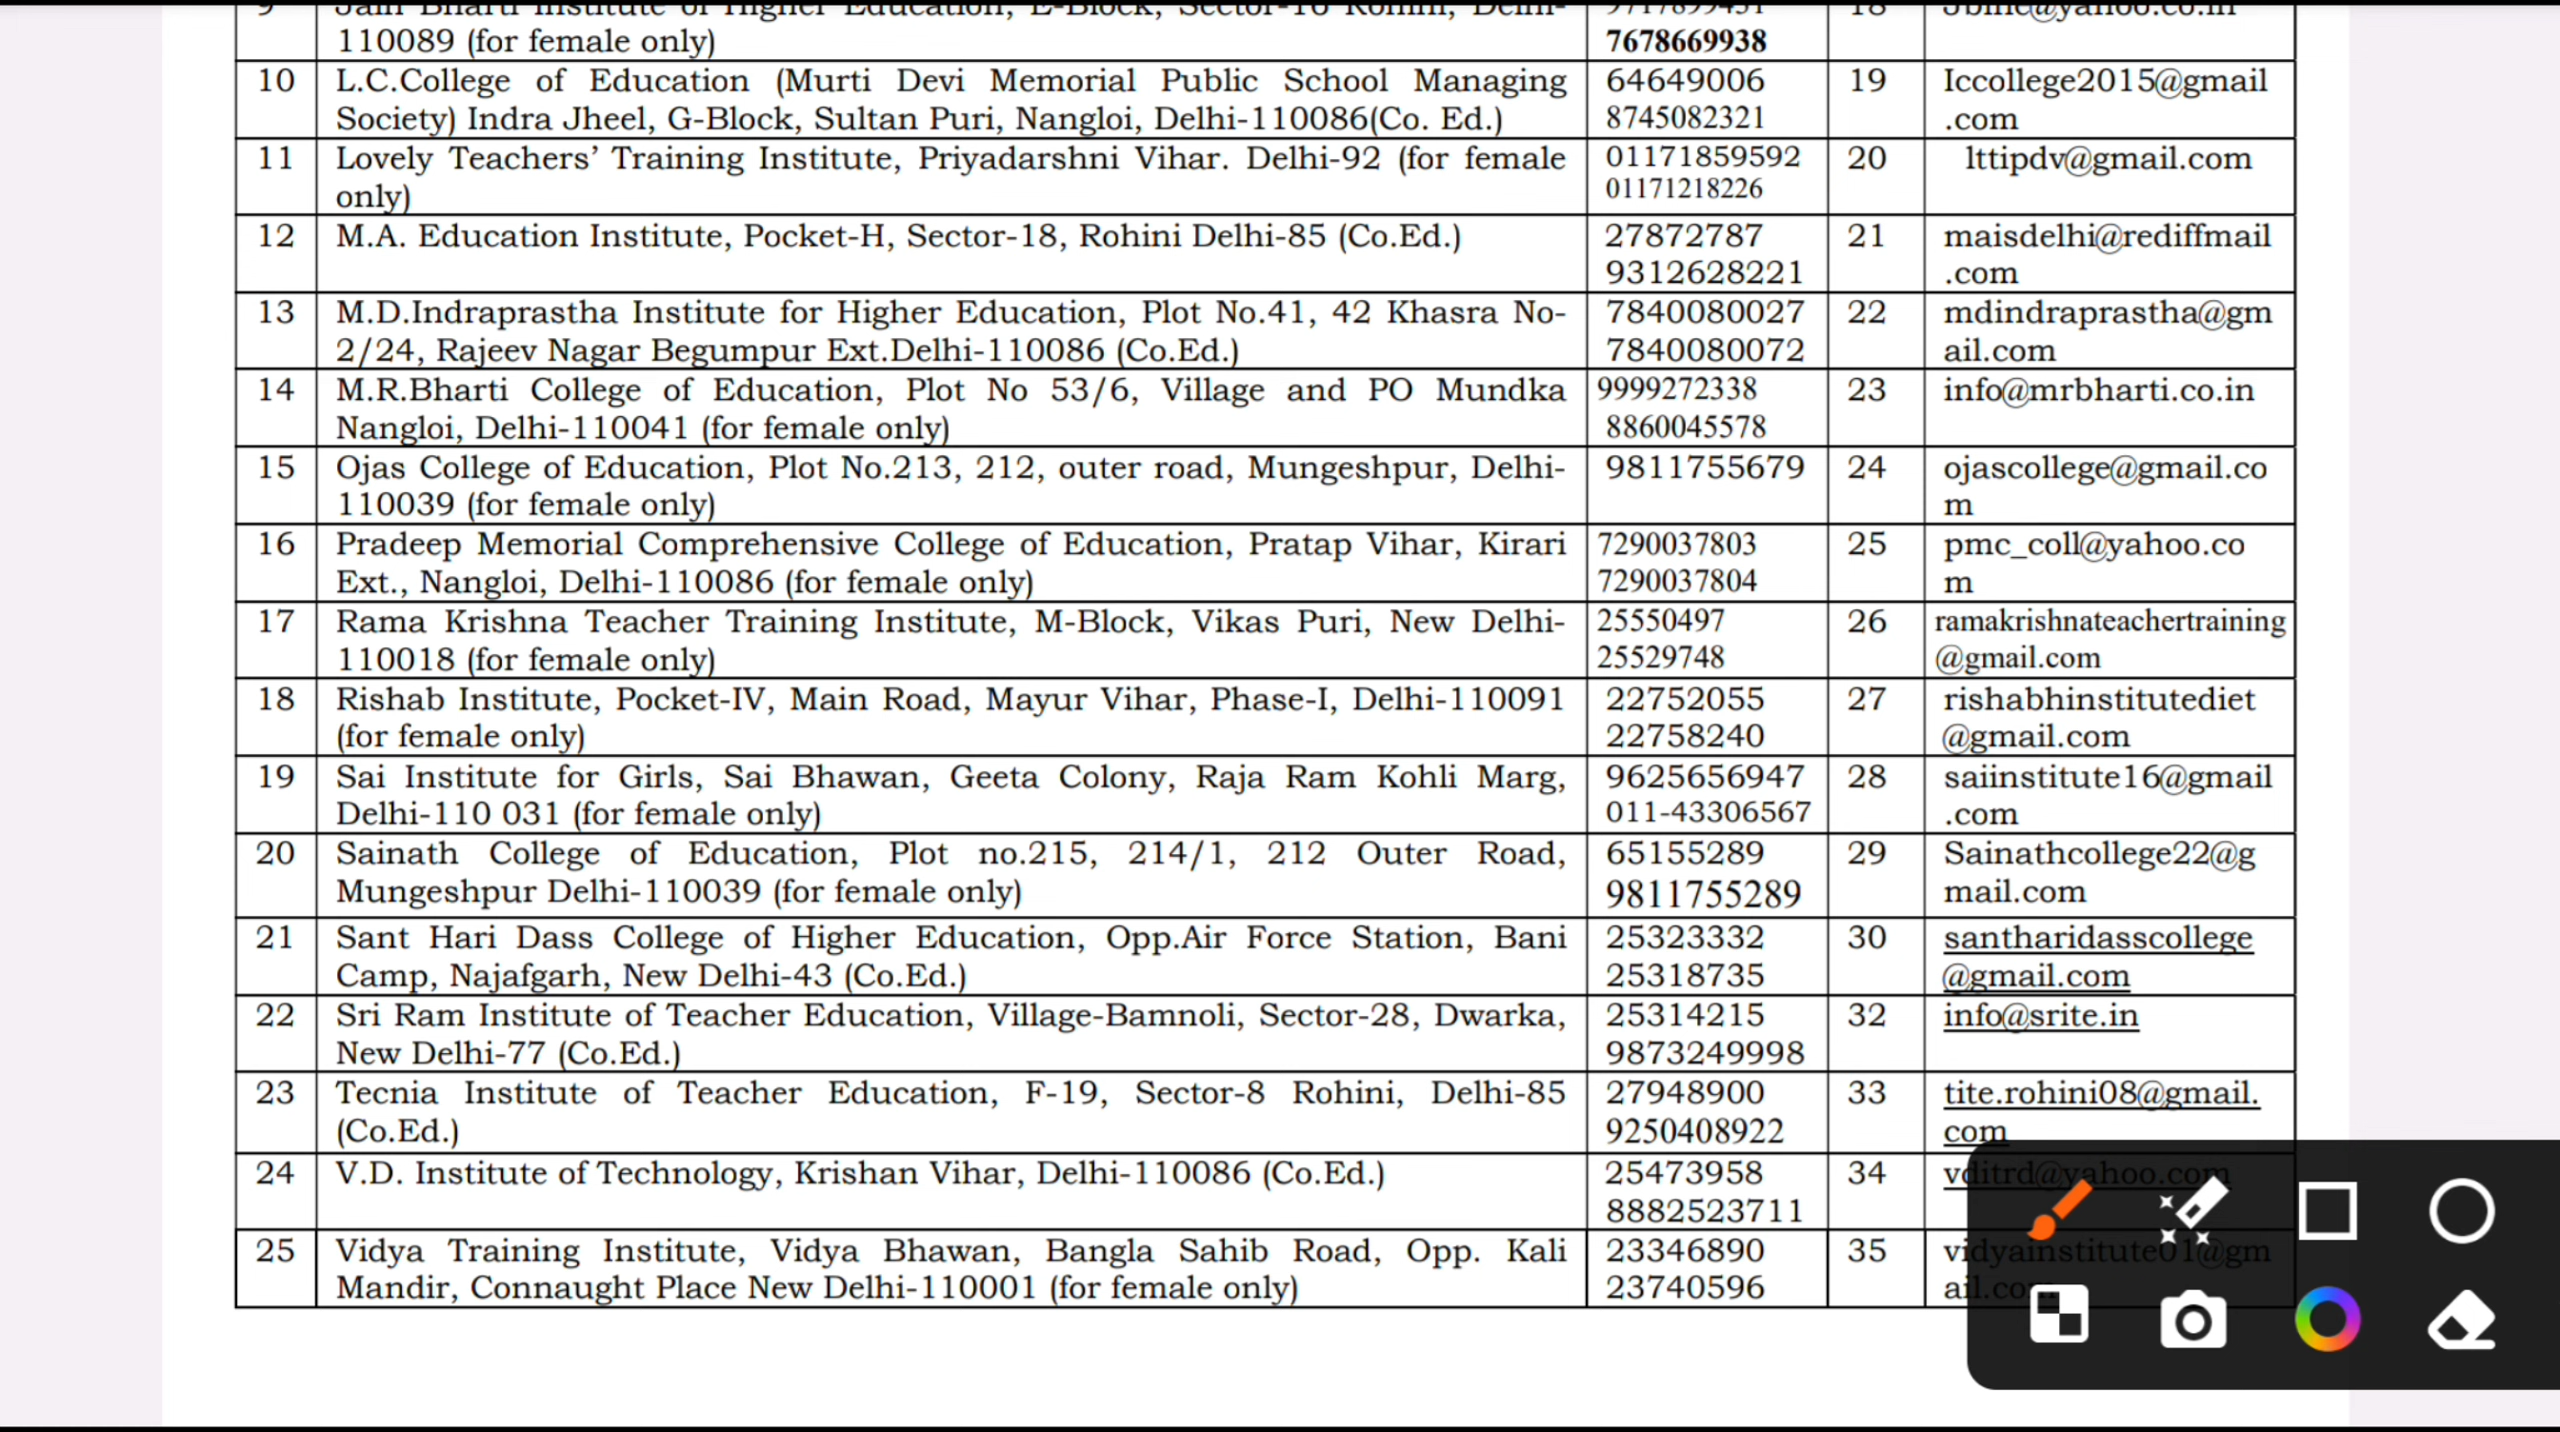 110089 (for female only)
7678669938
10 L.C.College of Education (Murti Devi Memorial Public School Managing 64649006 19 Iccollege2015@gmail
Society) Indra Jheel, G-Block, Sultan Puri, Nangloi, Delhi-110086(Co. Ed.) 8745082321 .com
11 Lovely Teachers’ Training Institute, Priyadarshni Vihar. Delhi-92 (for female 01171859592 20 lttipdv@gmail.com
only) 01171218226
12 M.A. Education Institute, Pocket-H, Sector-18, Rohini Delhi-85 (Co.Ed.) 27872787 21 maisdelhi@rediffmail
9312628221 .com
13 M.D.Indraprastha Institute for Higher Education, Plot No.41, 42 Khasra No- 7840080027 22 mdindraprastha@gm
2/24, Rajeev Nagar Begumpur Ext.Delhi-110086 (Co.Ed.) 7840080072 ail.com
14 M.R.Bharti College of Education, Plot No 53/6, Village and PO Mundka 9999272338 23 info@mrbharti.co.in
Nangloi, Delhi-110041 (for female only) 8860045578
15 Ojas College of Education, Plot No.213, 212, outer road, Mungeshpur, Delhi- 9811755679 24 ojascollege@gmail.co
110039 (for female only) m
16 Pradeep Memorial Comprehensive College of Education, Pratap Vihar, Kirari 7290037803 25 pmc_coll@yahoo.co
Ext., Nangloi, Delhi-110086 (for female only) 7290037804 m
17 Rama Krishna Teacher Training Institute, M-Block, Vikas Puri, New Delhi- 25550497 26 ramakrishnateachertraining
110018 (for female only) 25529748 @gmail.com
18 Rishab Institute, Pocket-IV, Main Road, Mayur Vihar, Phase-I, Delhi-110091 22752055 27 rishabhinstitutediet
(for female only) 22758240 @gmail.com
19 Sai Institute for Girls, Sai Bhawan, Geeta Colony, Raja Ram Kohli Marg, 9625656947 28 saiinstitute16@gmail
Delhi-110 031 (for female only) 011-43306567 .com
20 Sainath College of Education, Plot no.215, 214/1, 212 Outer Road, 65155289 29 Sainathcollege22@g
Mungeshpur Delhi-110039 (for female only) 9811755289 mail.com
21 Sant Hari Dass College of Higher Education, Opp.Air Force Station, Bani 25323332 30 santharidasscollege
Camp, Najafgarh, New Delhi-43 (Co.Ed.) 25318735 @gmail.com
22 Sri Ram Institute of Teacher Education, Village-Bamnoli, Sector-28, Dwarka, 25314215 32 info@srite.in
New Delhi-77 (Co.Ed.) 9873249998
23 Tecnia Institute of Teacher Education, F-19, Sector-8 Rohini, Delhi-85 27948900 33 tite.rohini08@gmail.
(Co.Ed.) 9250408922 com
24 V.D. Institute of Technology, Krishan Vihar, Delhi-110086 (Co.Ed.) 25473958 34 vditrd@yahoo.com
8882523711
25 Vidya Training Institute, Vidya Bhawan, Bangla Sahib Road, Opp. Kali 23346890 35 vidyainstitute01@gm
Mandir, Connaught Place New Delhi-110001 (for female only) 23740596